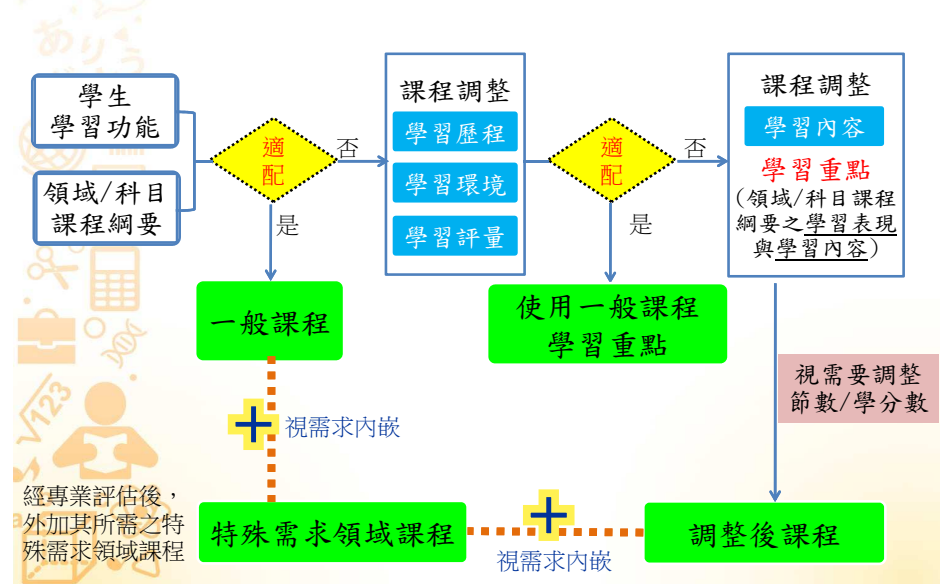 學生
學習功能
領域/科目
課程綱要
適
配
否
是
課程調整
學習歷程
學習環境
學習評量
適
配
否
是
課程調整
學習內容
學習重點
(領域/科目課程
綱要之學習表現
與學習內容)
一般課程
使用一般課程
學習重點
視需要調整
節數/學分數
視需求內嵌
經專業評估後，
外加其所需之特
殊需求領域課程
特殊需求領域課程
視需求內嵌
調整後課程
あり
う
√123